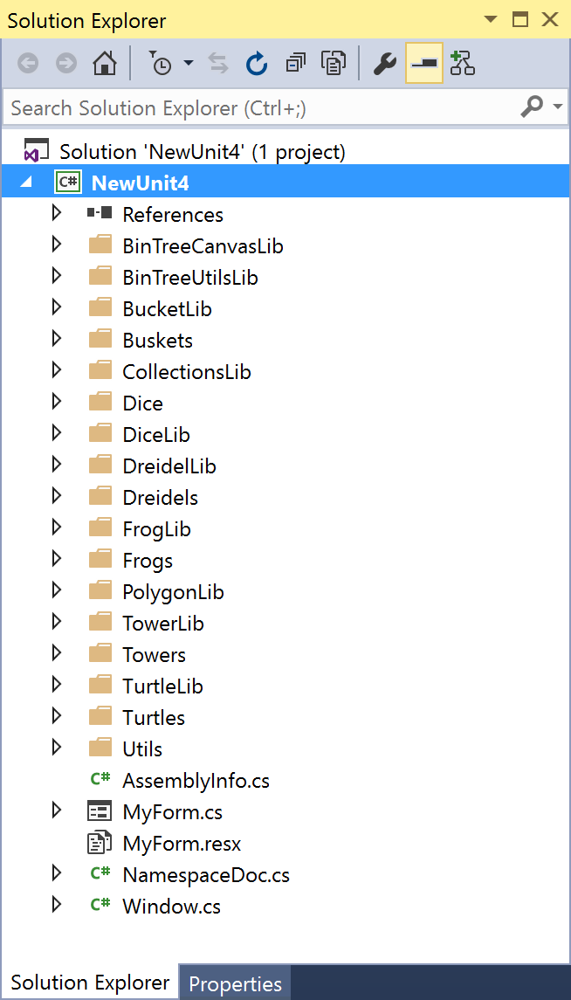 Solution Explorer
Search Solution Explorer (Ctrl+;)
Solution 'NewUnit4' (1 project)
C# NewUnit4
References
BinTreeCanvasLib
BinTreeUtilsLib
BucketLib
Buskets
CollectionsLib
Dice
DiceLib
DreidelLib
Dreidels
FrogLib
Frogs
PolygonLib
TowerLib
Towers
TurtleLib
Turtles
Utils
C# AssemblyInfo.cs
MyForm.cs
MyForm.resx
C# NamespaceDoc.cs
C# Window.cs
Solution Explorer Properties